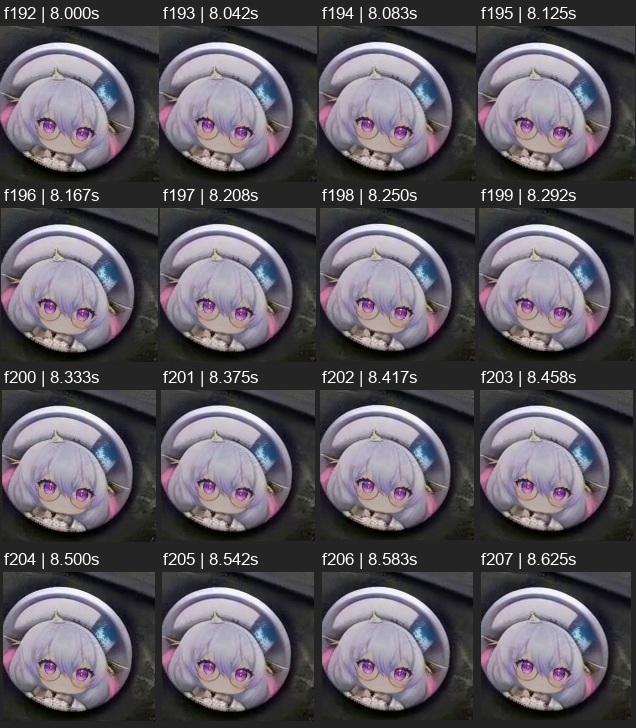 f192 | 8.000s
f193 | 8.042s
f194 | 8.083s
f195 | 8.125s
f196 | 8.167s
f197 | 8.208s
f198 | 8.250s
f199 | 8.292s
f200 | 8.333s
f201 | 8.375s
f202 | 8.417s
f203 | 8.458s
f204 | 8.500s
f205 | 8.542s
f206 | 8.583s
f207 | 8.625s